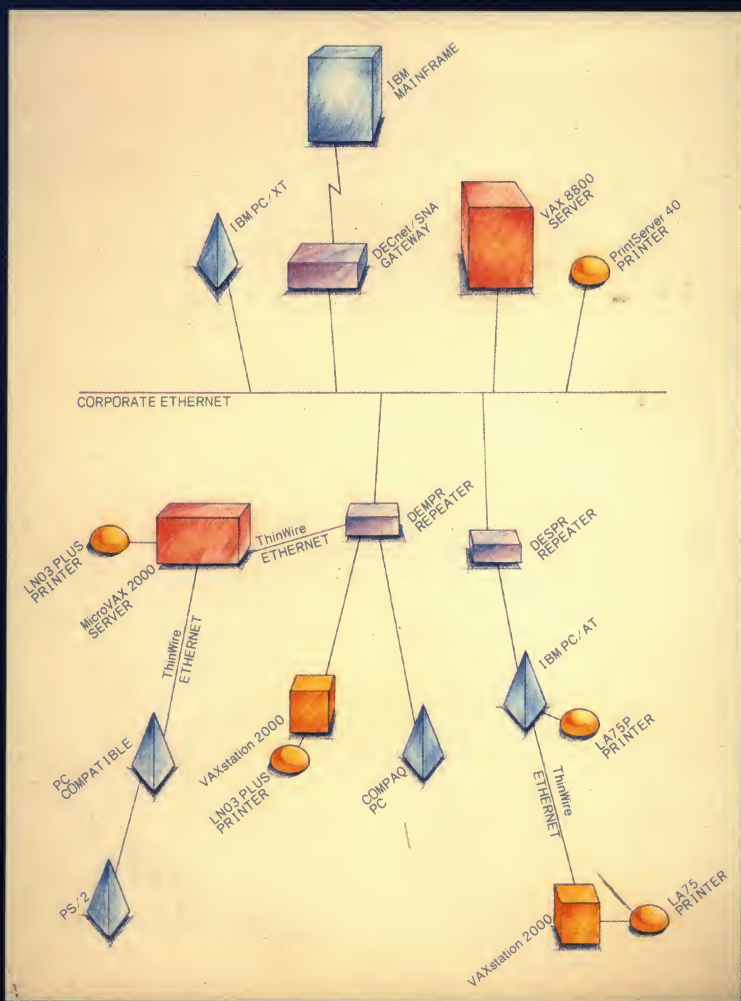 IBM
MAINFRAME
IBM PC/XT
DECnet/SNA
GATEWAY
VAX 8800
SERVER
PrintServer 40
PRINTER
CORPORATE ETHERNET
DEMPR
REPEATER
DESPR
REPEATER
LN03 PLUS
PRINTER
MicroVAX 2000
SERVER
ThinWire
ETHERNET
ThinWire
ETHERNET
IBM PC/AT
LA75P
PRINTER
PC
COMPATIBLE
VAXstation 2000
LN03 PLUS
PRINTER
COMPAQ
PC
ThinWire
ETHERNET
PS/2
VAXstation 2000
LA75
PRINTER